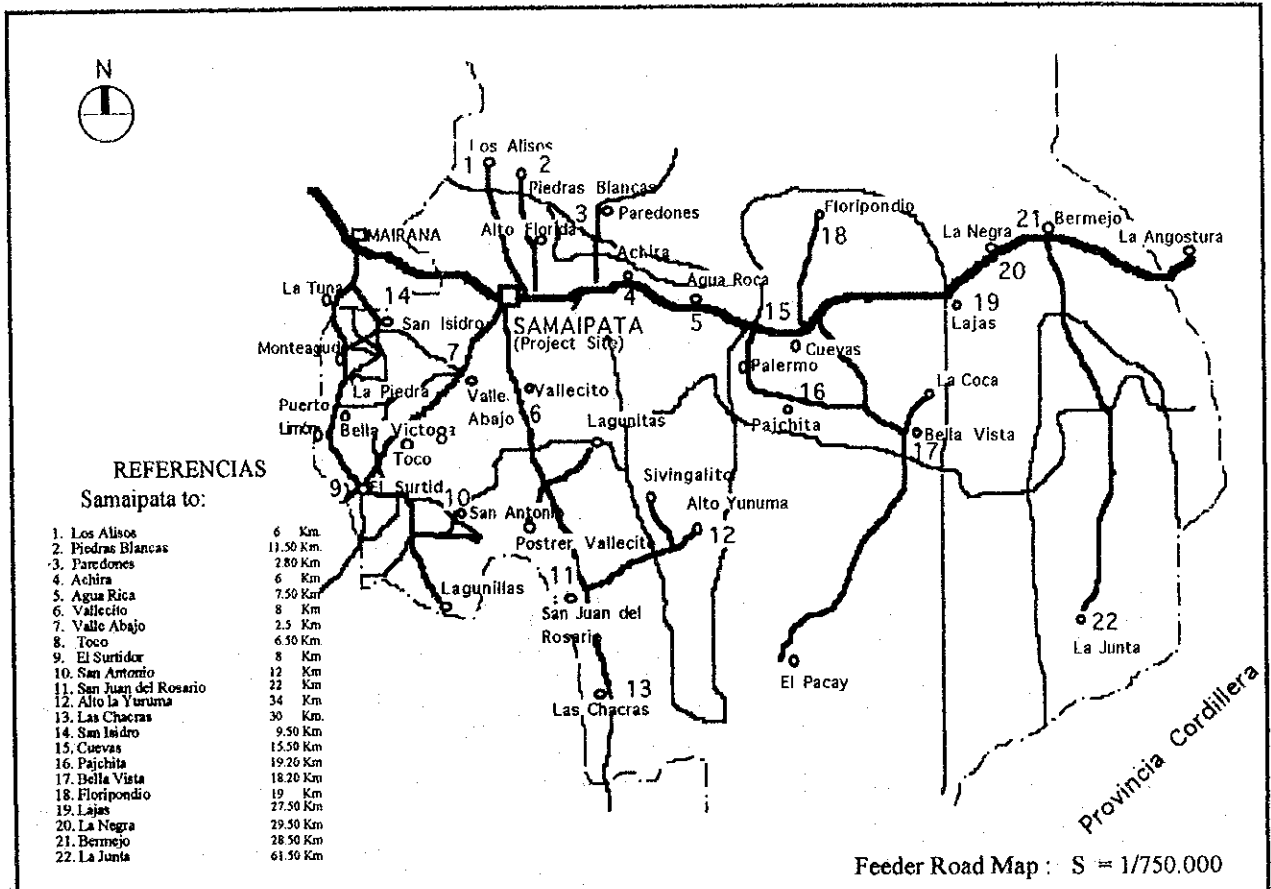 N
Los Alisos
1
2
Piedras Blancas
3
Paredones
Alto Florida
Achira
4
MAIRANA
La Tuna
14
San Isidro
SAMAIPATA
(Project Site)
Agua Roca
5
Floripondio
18
La Negra
20
21
Bermejo
La Angostura
15
Cuevas
19
Lajas
Monteagud
7
La Piedra
Valle
Abajo
Vallecito
6
Palermo
16
Pajchita
La Coca
Bella Vista
17
Puerto
Limón
Bella Victoria
8
Toco
Lagunitas
Sivingalito
Alto Yunuma
12
9
El Surtid
10
San Antonio
Postrer Vallecito
Lagunillas
11
San Juan del
Rosario
13
Las Chacras
El Pacay
22
La Junta
Provincia Cordillera
REFERENCIAS
Samaipata to:
1. Los Alisos 6 Km
2. Piedras Blancas 11.50 Km.
3. Paredones 2.80 Km
4. Achira 6 Km
5. Agua Rica 7.50 Km
6. Vallecito 8 Km
7. Valle Abajo 2.5 Km
8. Toco 6.50 Km
9. El Surtidor 8 Km
10. San Antonio 12 Km
11. San Juan del Rosario 22 Km
12. Alto la Yuruma 34 Km
13. Las Chacras 30 Km.
14. San Isidro 9.50 Km
15. Cuevas 15.50 Km
16. Pajchita 19.20 Km
17. Bella Vista 18.20 Km
18. Floripondio 19 Km
19. Lajas 27.50 Km
20. La Negra 29.50 Km
21. Bermejo 28.50 Km
22. La Junta 61.50 Km
Feeder Road Map : S = 1/750.000